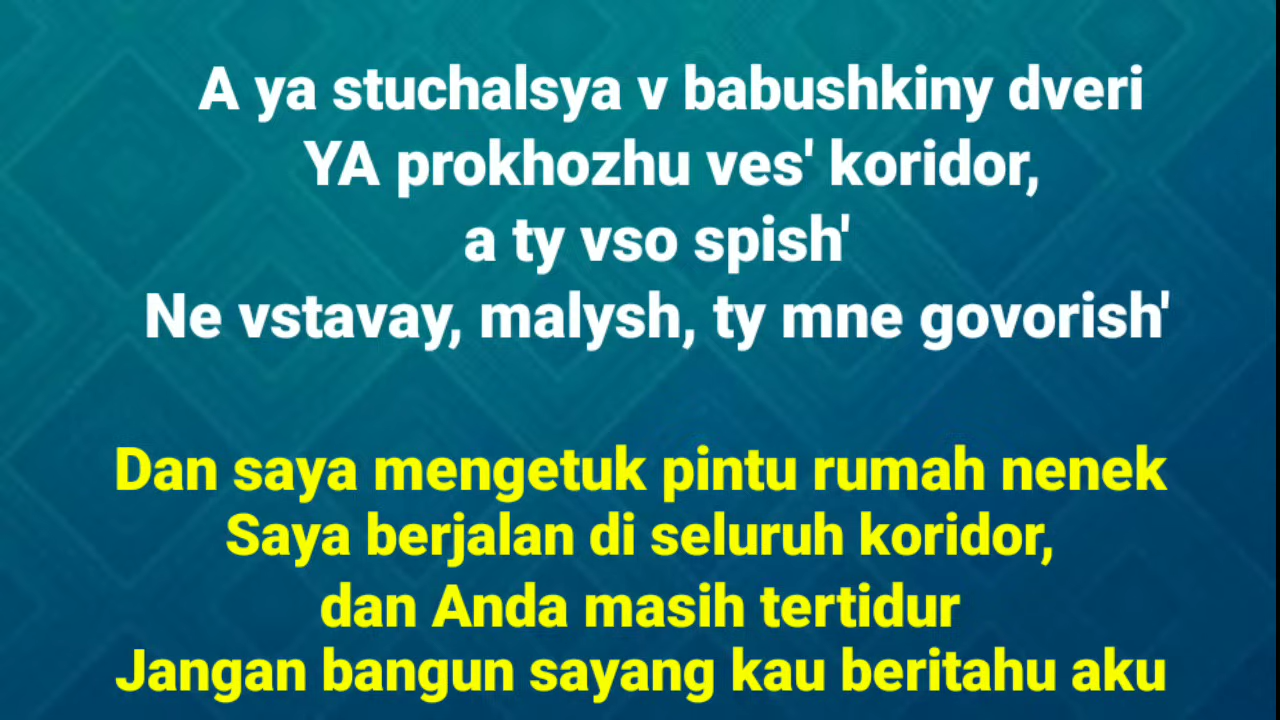 A ya stuchalsya v babushkiny dveri
YA prokhozhu ves' koridor,
a ty vso spish'
Ne vstavay, malysh, ty mne govorish'
Dan saya mengetuk pintu rumah nenek
Saya berjalan di seluruh koridor,
dan Anda masih tertidur
Jangan bangun sayang kau beritahu aku